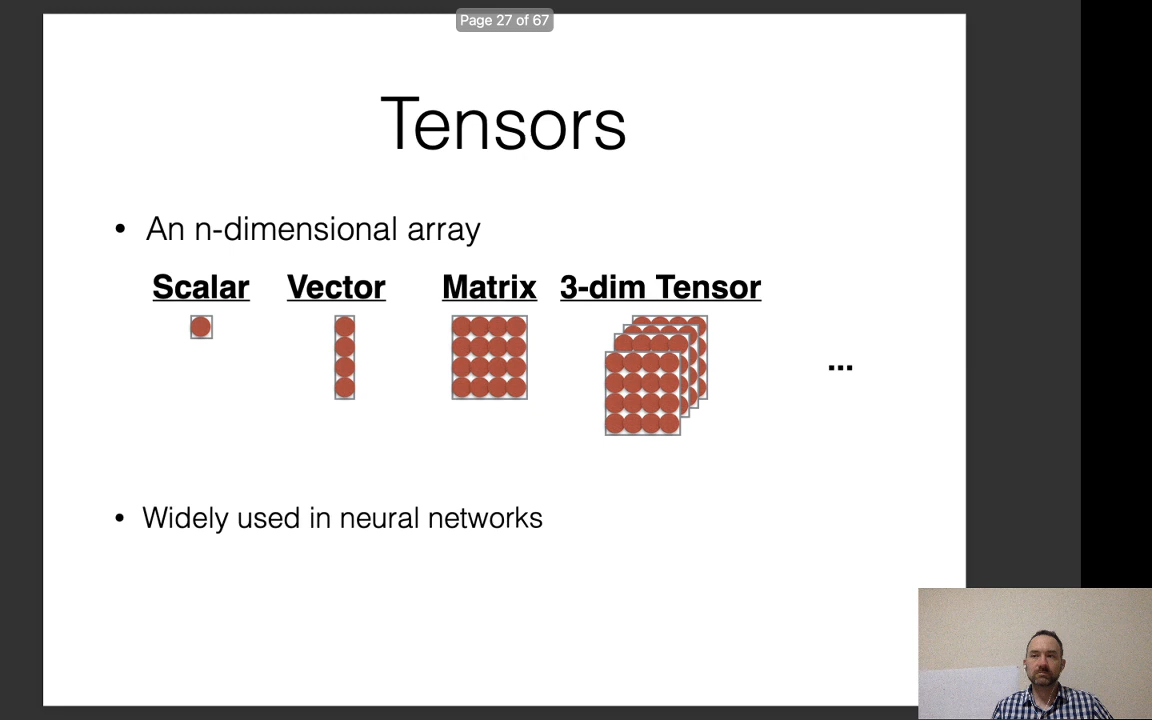 Page 27 of 67
Tensors
• An n-dimensional array
Scalar Vector Matrix 3-dim Tensor
...
• Widely used in neural networks